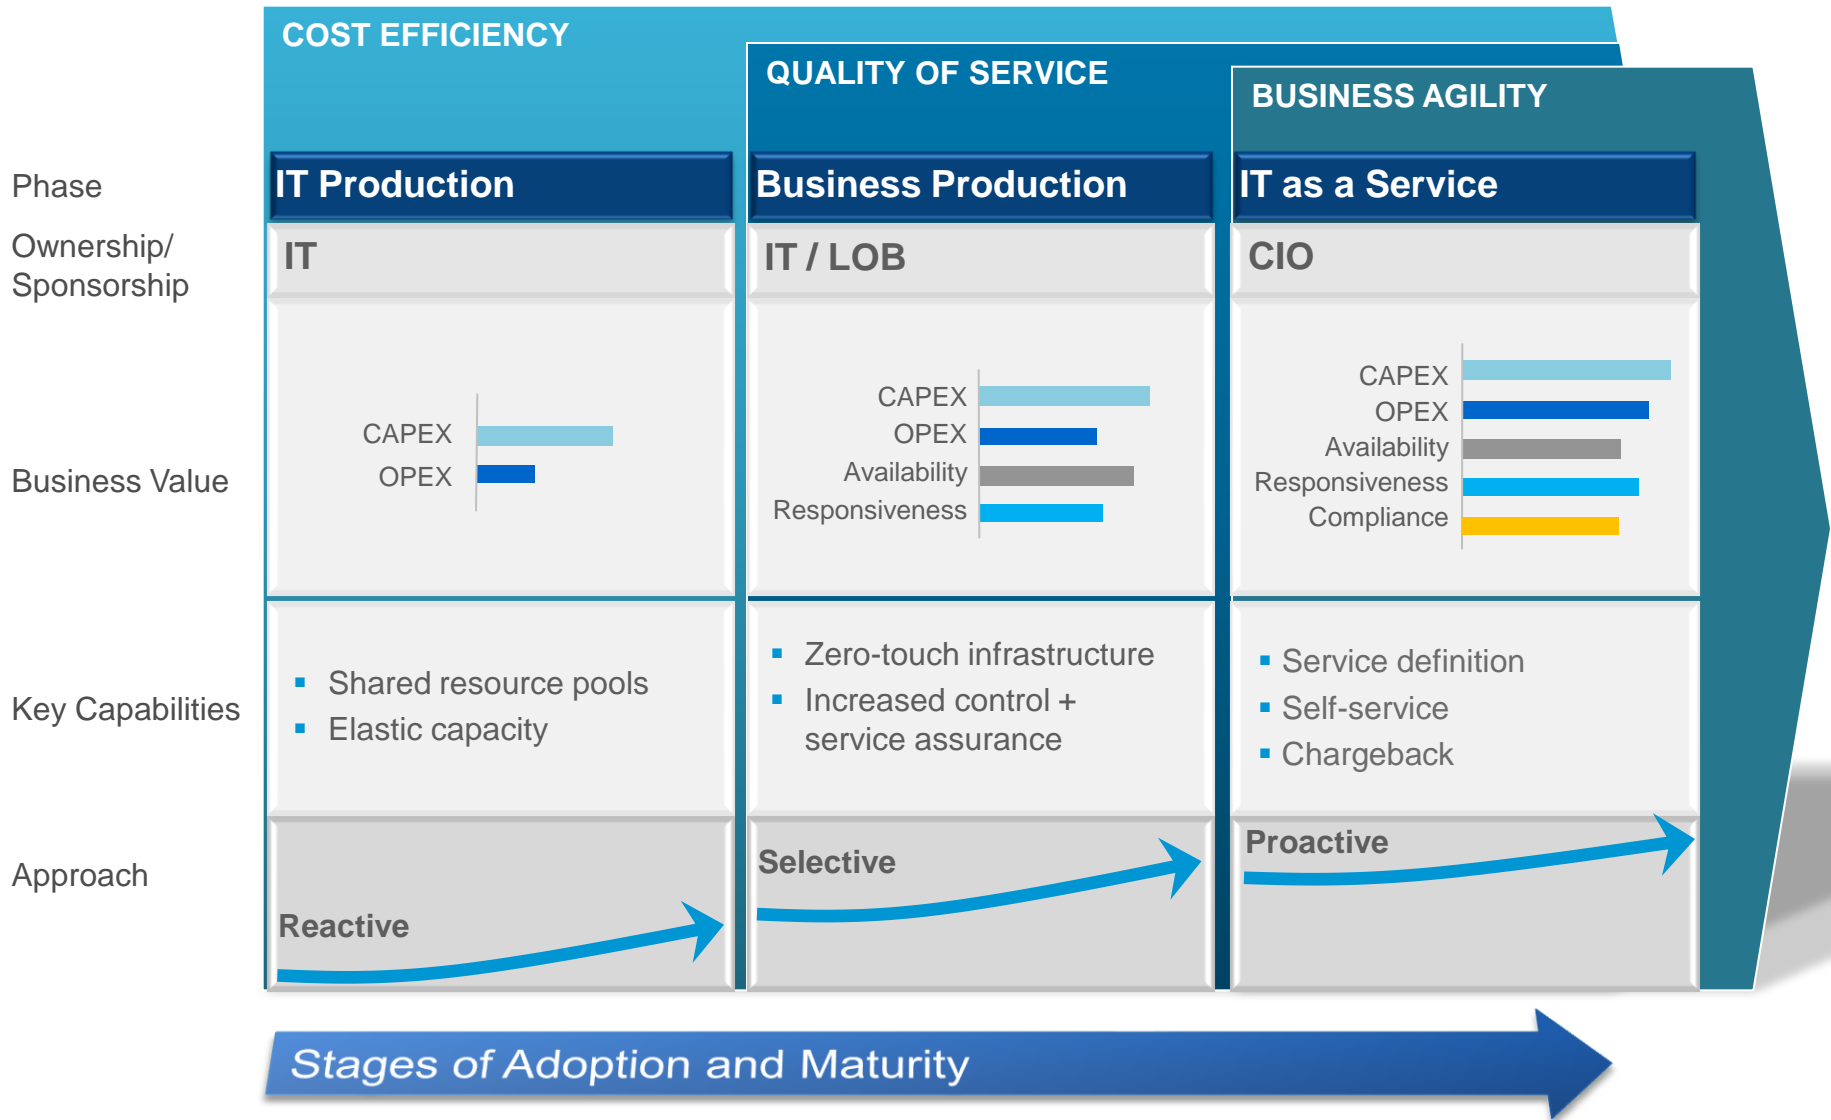 COST EFFICIENCY
QUALITY OF SERVICE
BUSINESS AGILITY
Phase
IT Production
Business Production
IT as a Service
Ownership/
Sponsorship
IT
IT / LOB
CIO
Business Value
CAPEX
OPEX
CAPEX
OPEX
Availability
Responsiveness
CAPEX
OPEX
Availability
Responsiveness
Compliance
Key Capabilities
▪ Shared resource pools
▪ Elastic capacity
▪ Zero-touch infrastructure
▪ Increased control +
service assurance
▪ Service definition
▪ Self-service
▪ Chargeback
Approach
Reactive
Selective
Proactive
Stages of Adoption and Maturity